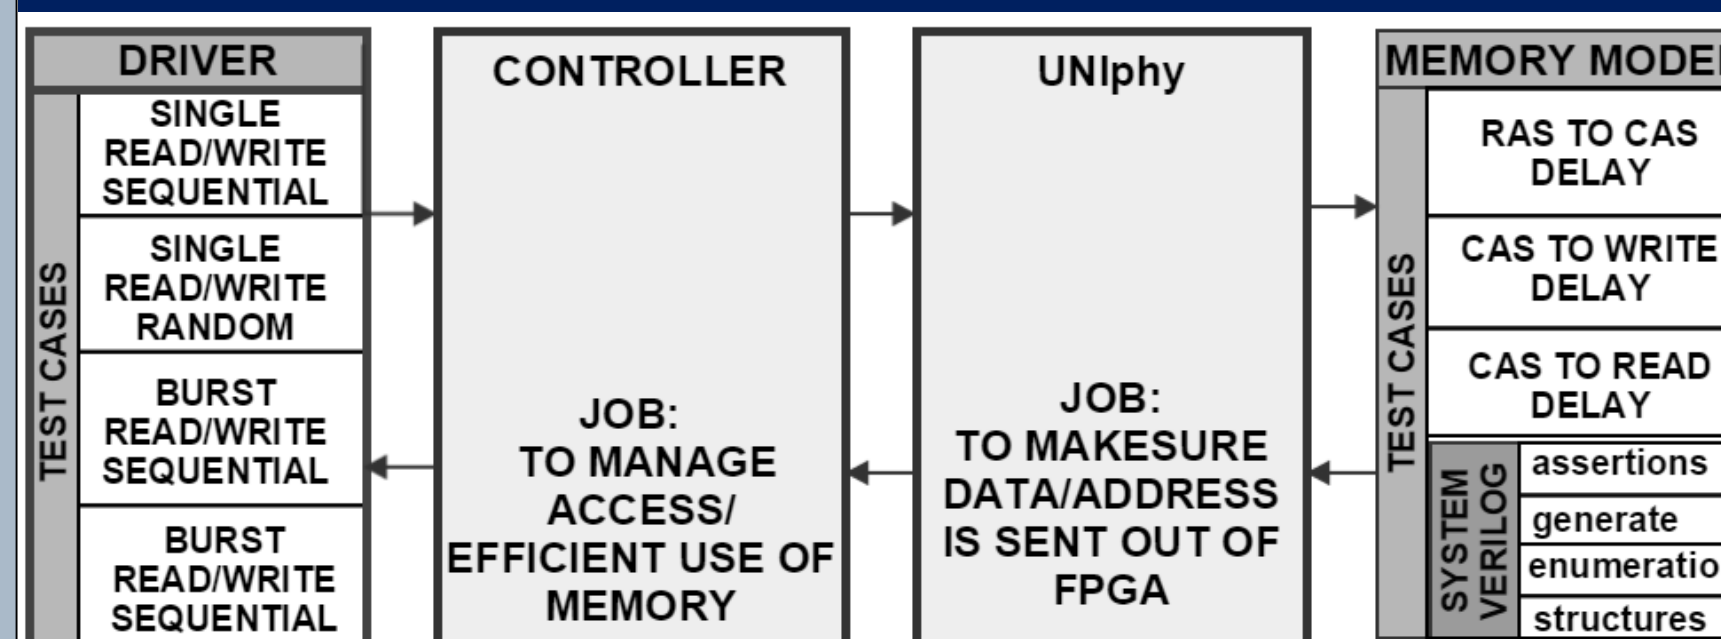 DRIVER
TEST CASES
SINGLE
READ/WRITE
SEQUENTIAL
SINGLE
READ/WRITE
RANDOM
BURST
READ/WRITE
SEQUENTIAL
BURST
READ/WRITE
SEQUENTIAL
CONTROLLER
JOB:
TO MANAGE
ACCESS/
EFFICIENT USE OF
MEMORY
UNIphy
JOB:
TO MAKESURE
DATA/ADDRESS
IS SENT OUT OF
FPGA
MEMORY
TEST CASES
RAS TO CAS
DELAY
CAS TO WRITE
DELAY
CAS TO READ
DELAY
SYSTEM
VERILOG
assertions
generate
structures